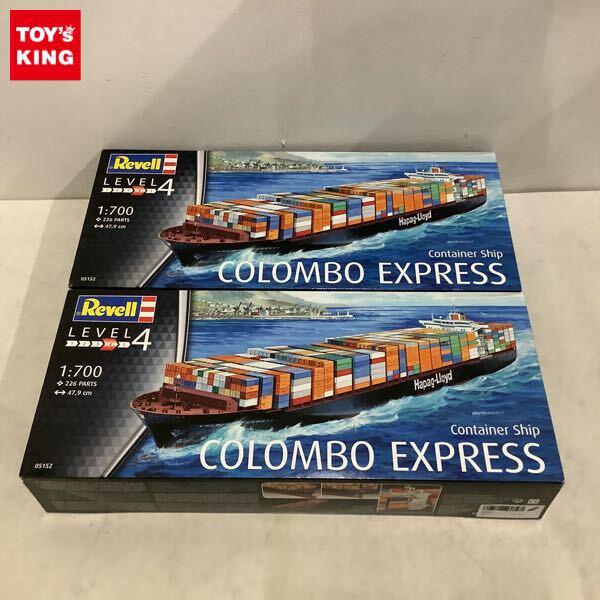 TOY's
KING
Revell
LEVEL 4
1:700
226 PARTS
47,9 cm
05152
Hapag-Lloyd
Container Ship
COLOMBO EXPRESS
Revell
LEVEL 4
1:700
226 PARTS
47,9 cm
05152
Hapag-Lloyd
Container Ship
COLOMBO EXPRESS